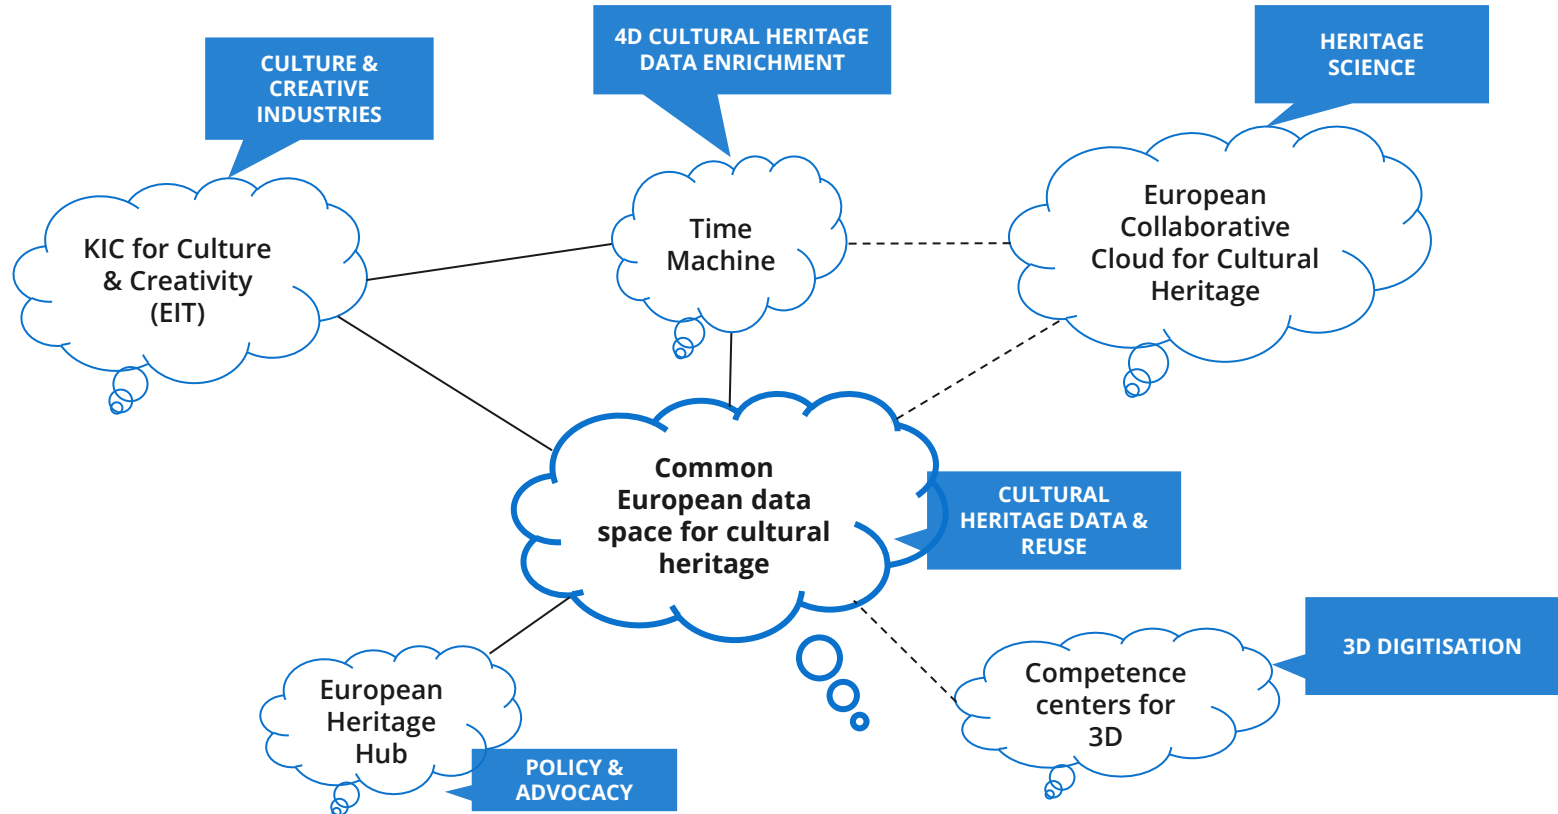 4D CULTURAL HERITAGE
DATA ENRICHMENT
HERITAGE
SCIENCE
CULTURE &
CREATIVE
INDUSTRIES
KIC for Culture
& Creativity
(EIT)
Time
Machine
European
Collaborative
Cloud for Cultural
Heritage
Common
European data
space for cultural
heritage
CULTURAL
HERITAGE DATA &
REUSE
European
Heritage
Hub
POLICY &
ADVOCACY
Competence
centers for
3D
3D DIGITISATION